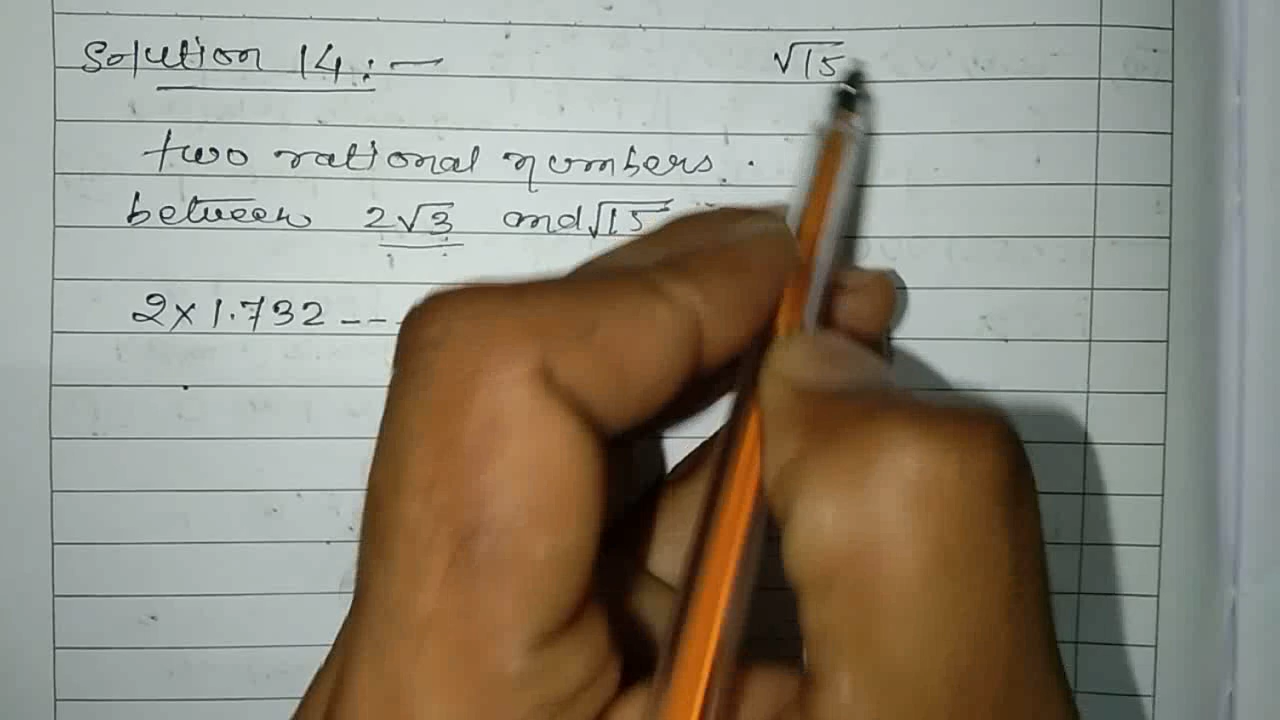 Solution 14:- √15
two rational numbers.
between 2√3 and √15
2×1.732---